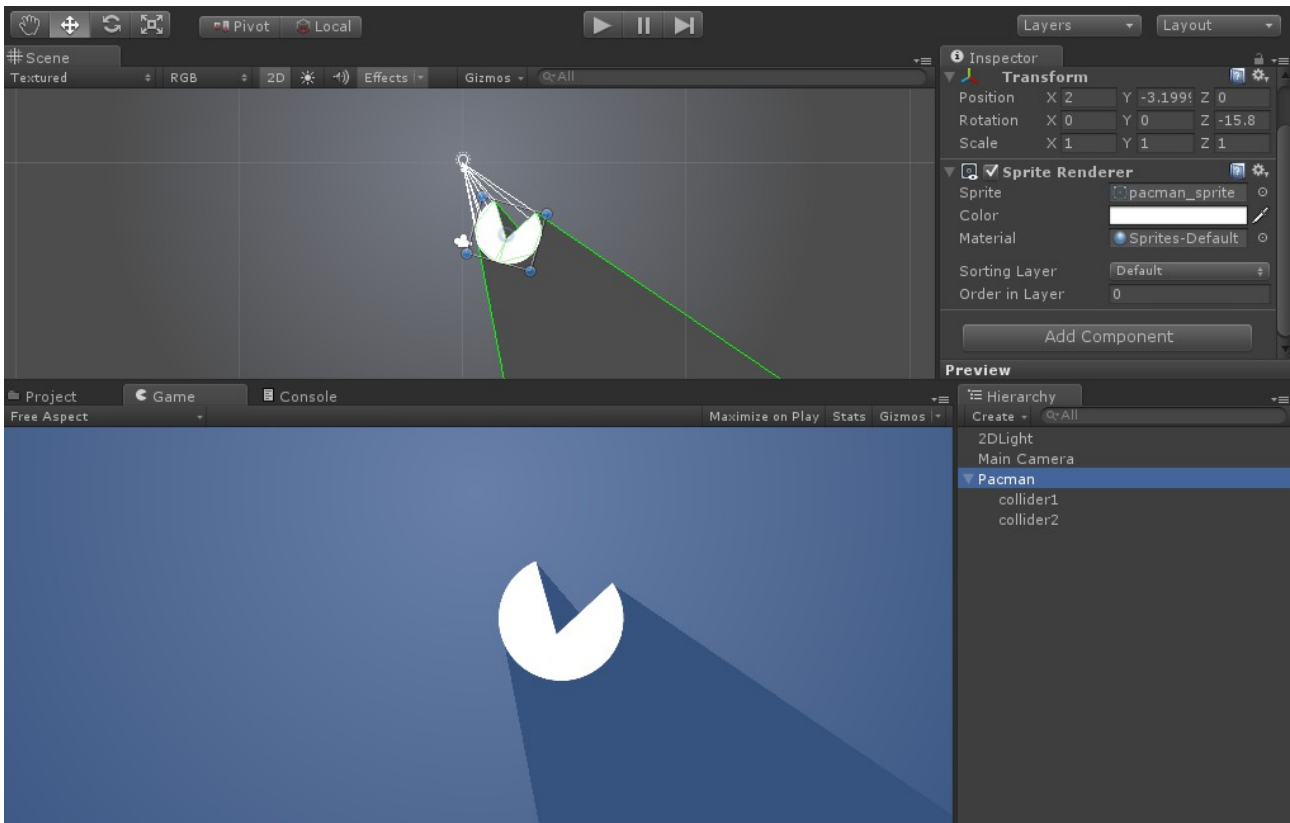 Pivot Local Layers Layout
Scene
Textured RGB 2D Effects Gizmos Q▾All
Inspector
Transform
Position X 2 Y -3.1999 Z 0
Rotation X 0 Y 0 Z -15.8
Scale X 1 Y 1 Z 1
Sprite Renderer
Sprite pacman_sprite
Color
Material Sprites-Default
Sorting Layer Default
Order in Layer 0
Add Component
Preview
Project Game Console
Free Aspect Maximize on Play Stats Gizmos
Hierarchy
Create All
2DLight
Main Camera
Pacman
collider1
collider2